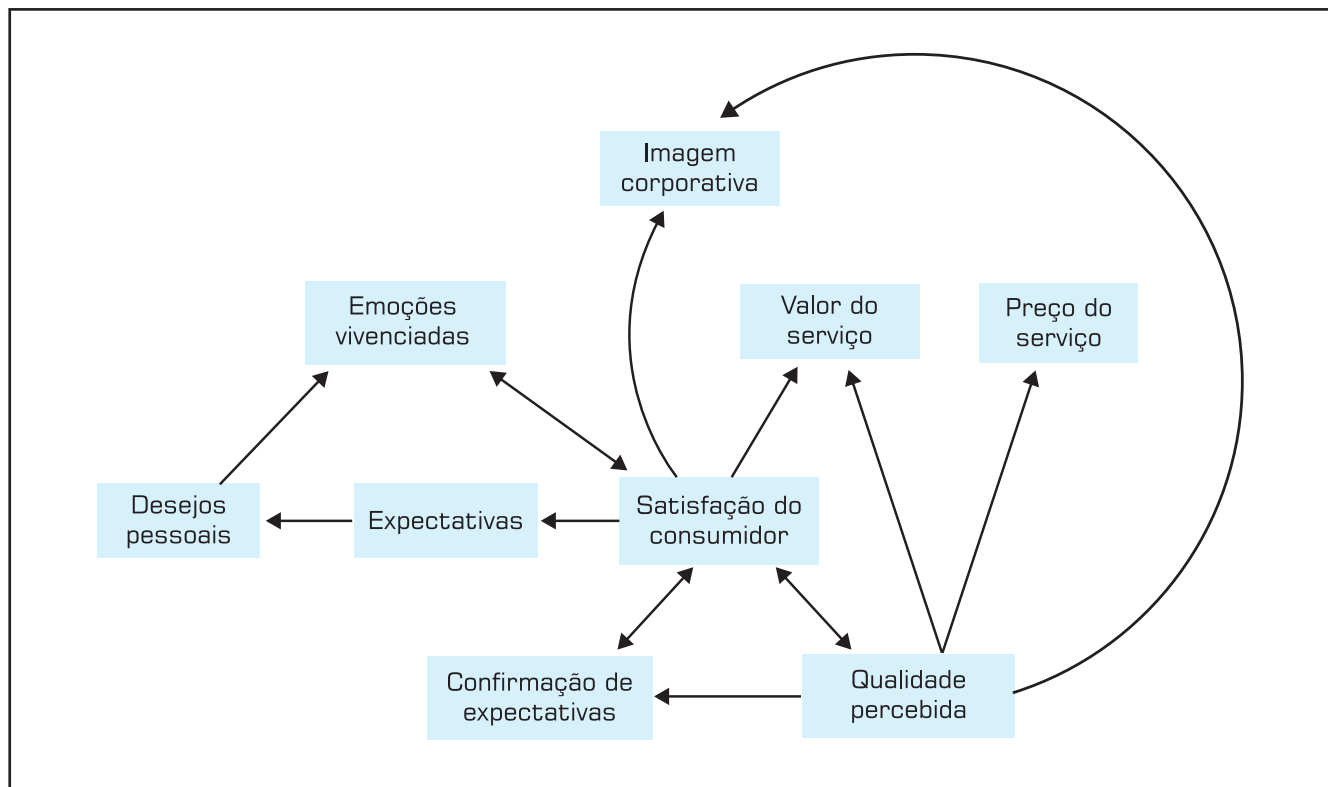 Imagem
corporativa
Emoções
vivenciadas
Valor do
serviço
Preço do
serviço
Desejos
pessoais
Expectativas
Satisfação do
consumidor
Confirmação de
expectativas
Qualidade
percebida